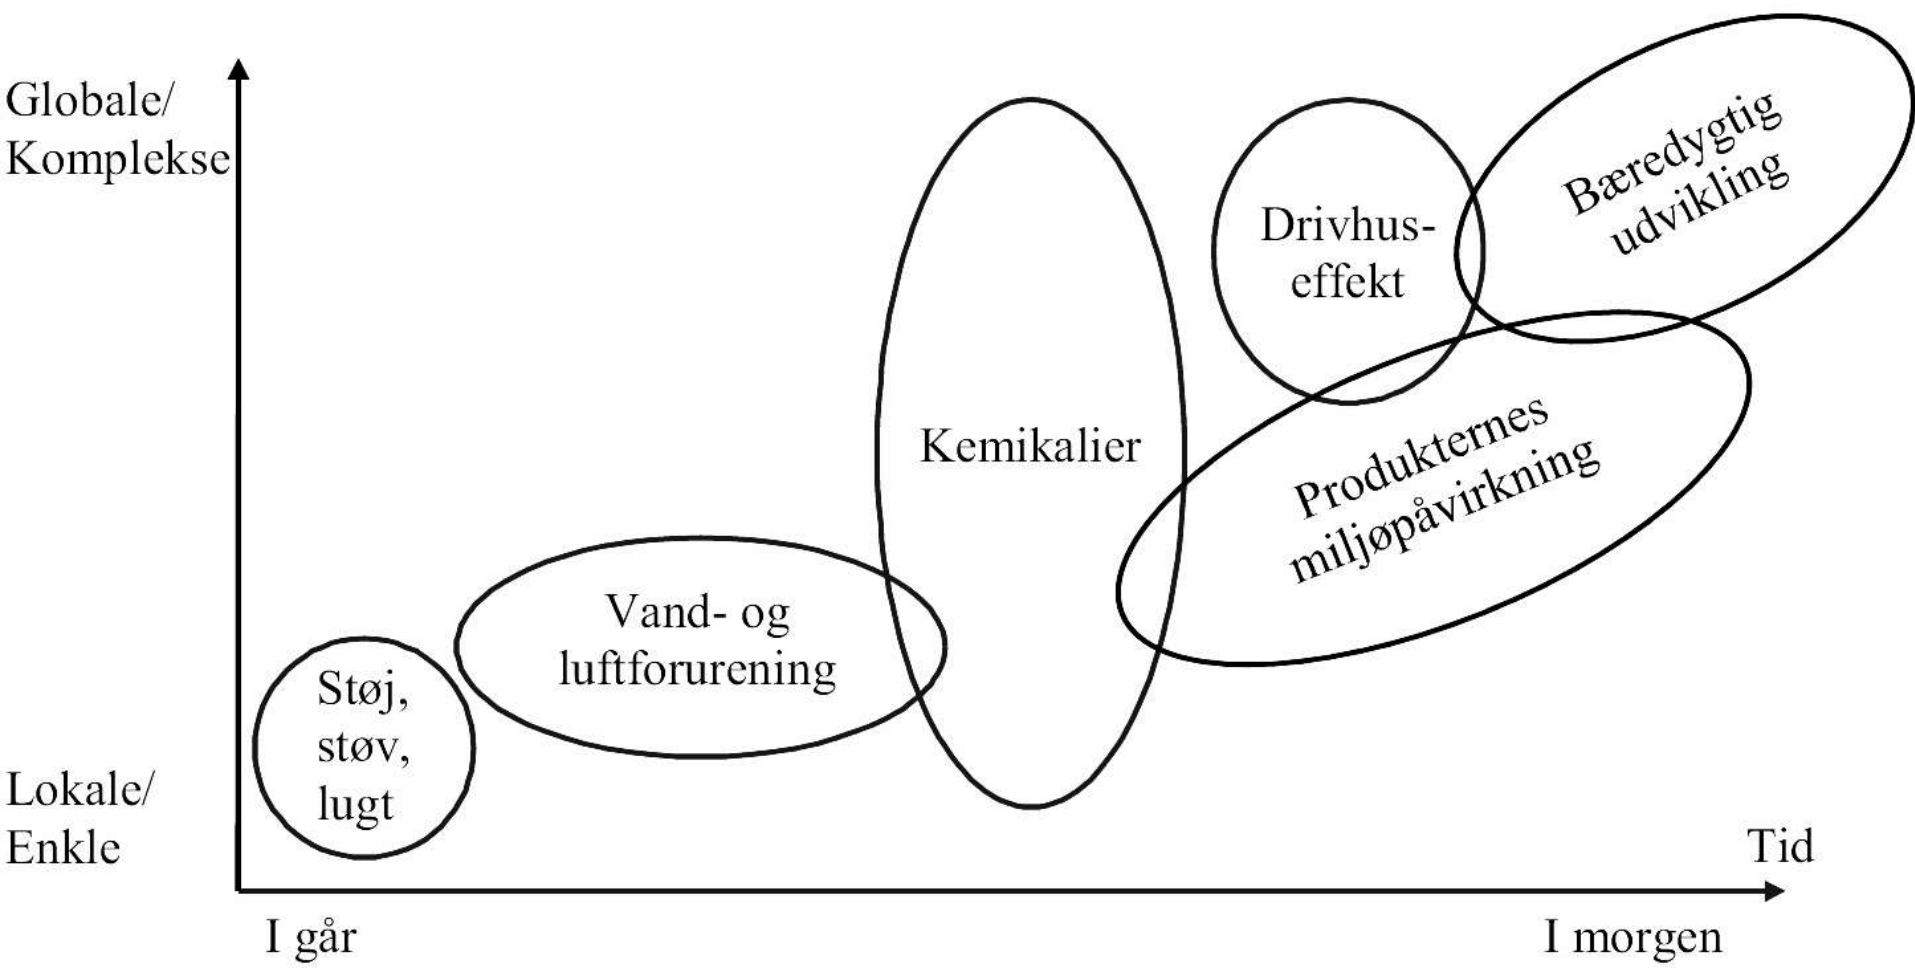 Globale/
Komplekse
Bæredygtig
udvikling
Drivhus-
effekt
Kemikalier
Produkternes
miljøpåvirkning
Vand- og
luftforurening
Støj,
støv,
lugt
Lokale/
Enkle
Tid
I går
I morgen